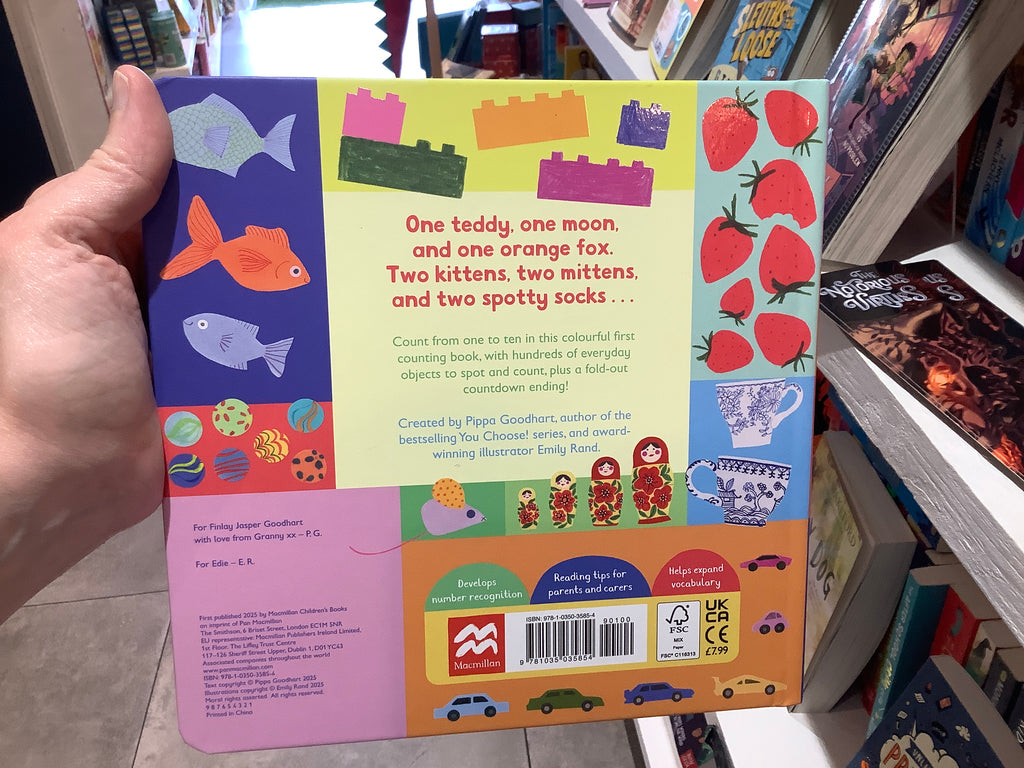 SLEUTHS
LOOSE
One teddy, one moon,
and one orange fox.
Two kittens, two mittens,
and two spotty socks . . .
Count from one to ten in this colourful first
counting book, with hundreds of everyday
objects to spot and count, plus a fold-out
countdown ending!
Created by Pippa Goodhart, author of the
bestselling You Choose! series, and award-
winning illustrator Emily Rand.
For Finlay Jasper Goodhart
with love from Granny xx – P. G.
For Edie – E. R.
First published 2025 by Macmillan Children's Books
an imprint of Pan Macmillan
The Smithson, 6 Briset Street, London EC1M 5NR
EU representative: Macmillan Publishers Ireland Limited,
1st Floor, The Liffey Trust Centre
117–126 Sheriff Street Upper, Dublin 1, D01 YC43
Associated companies throughout the world
www.panmacmillan.com
ISBN: 978-1-0350-3585-4
Text copyright © Pippa Goodhart 2025
Illustrations copyright © Emily Rand 2025
Moral rights asserted. All rights reserved.
9 8 7 6 5 4 3 2 1
Printed in China
Develops
number recognition
Reading tips for
parents and carers
Helps expand
vocabulary
Macmillan
ISBN: 978-1-0350-3585-4
90100
9 781035 035854
FSC
MIX
Paper
FSC® C116313
UK
CA
CE
£7.99